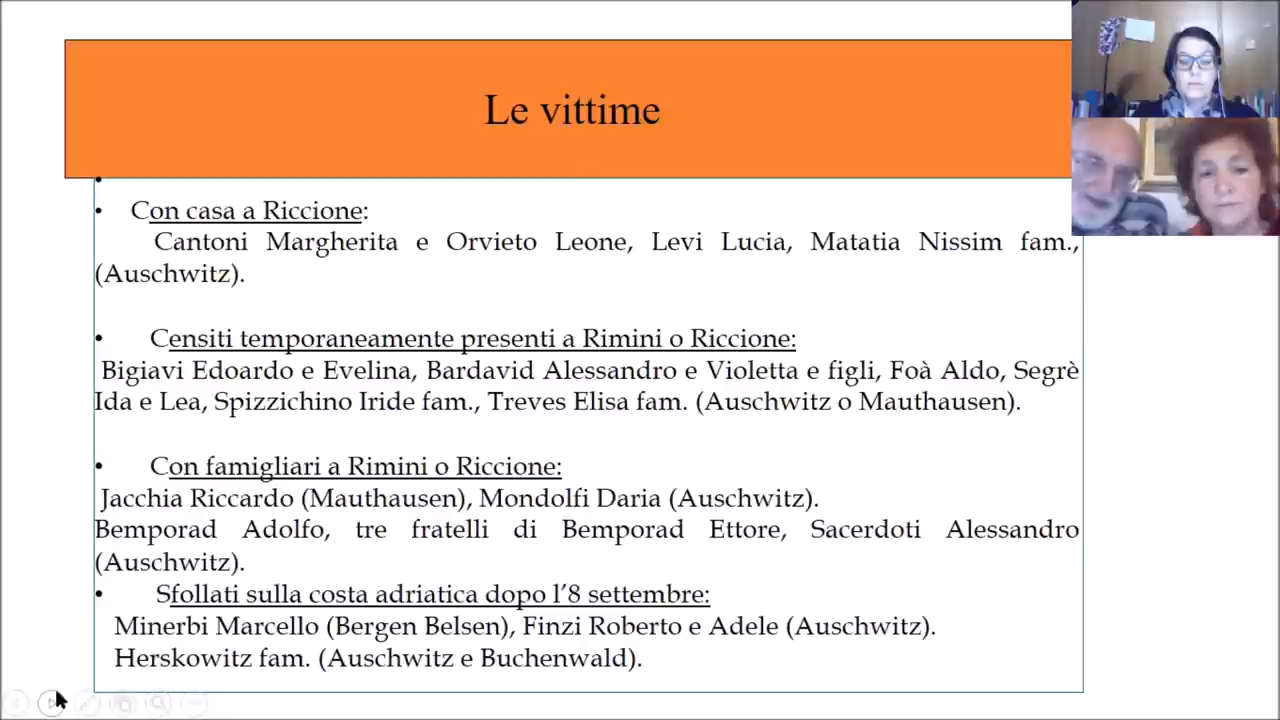 Le vittime
• Con casa a Riccione:
Cantoni Margherita e Orvieto Leone, Levi Lucia, Matatia Nissim fam.,
(Auschwitz).
• Censiti temporaneamente presenti a Rimini o Riccione:
Bigiavi Edoardo e Evelina, Bardavid Alessandro e Violetta e figli, Foà Aldo, Segrè
Ida e Lea, Spizzichino Iride fam., Treves Elisa fam. (Auschwitz o Mauthausen).
• Con famigliari a Rimini o Riccione:
Jacchia Riccardo (Mauthausen), Mondolfi Daria (Auschwitz).
Bemporad Adolfo, tre fratelli di Bemporad Ettore, Sacerdoti Alessandro
(Auschwitz).
• Sfollati sulla costa adriatica dopo l’8 settembre:
Minerbi Marcello (Bergen Belsen), Finzi Roberto e Adele (Auschwitz).
Herskowitz fam. (Auschwitz e Buchenwald).